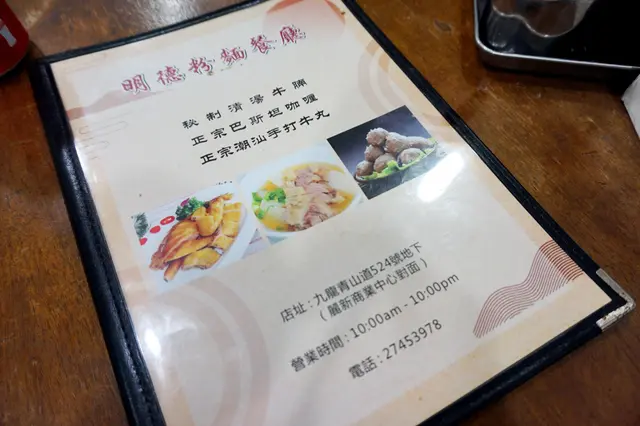 明德粉麵餐廳
秘制清湯牛腩
正宗巴斯坦咖喱
正宗潮汕手打牛丸
店址：九龍青山道524號地下
（麗新商業中心對面）
營業時間：10:00am - 10:00pm
電話：27453978